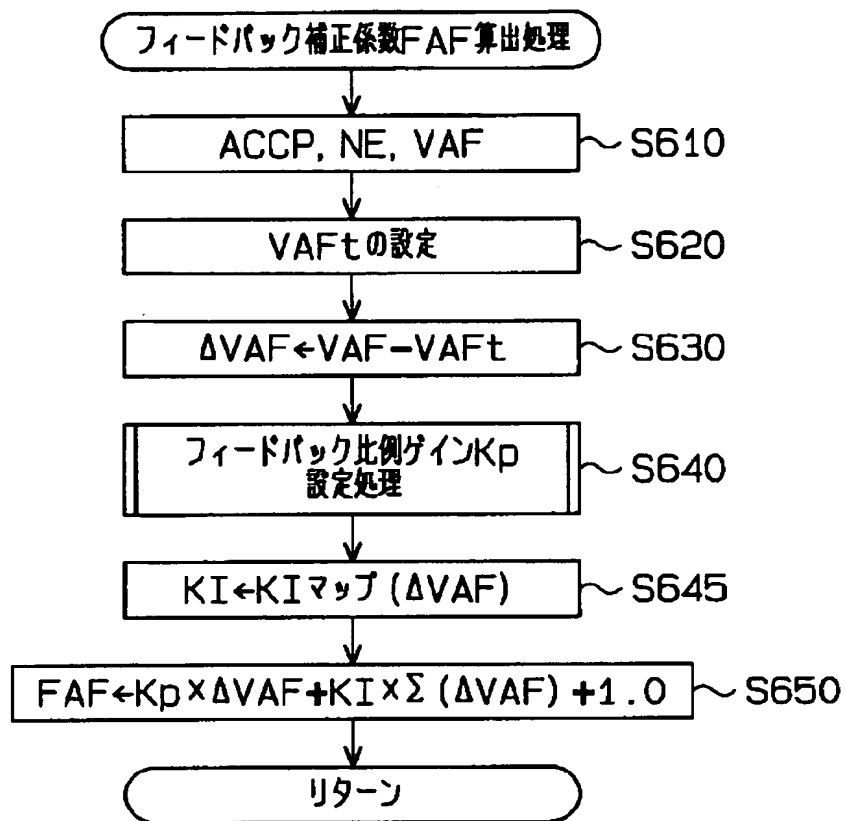 フィードバック補正係数FAF算出処理
ACCP, NE, VAF
S610
VAFtの設定
S620
ΔVAF←VAF−VAFt
S630
フィードバック比例ゲインKp
設定処理
S640
KI←KIマップ(ΔVAF)
S645
FAF←Kp×ΔVAF+KI×Σ(ΔVAF)+1.0
S650
リターン